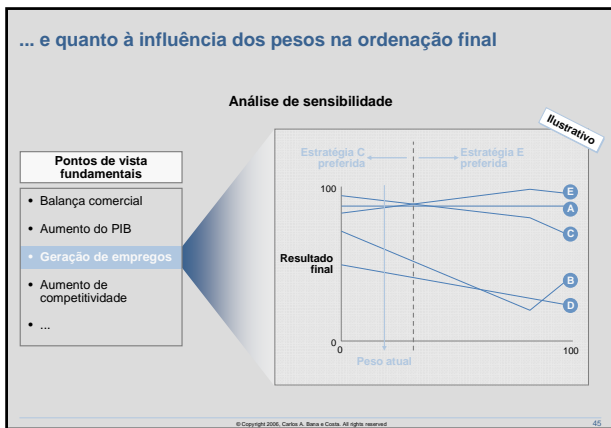 ... e quanto à influência dos pesos na ordenação final
Análise de sensibilidade
Ilustrativo
Pontos de vista
fundamentais
• Balança comercial
• Aumento do PIB
• Geração de empregos
• Aumento de
competitividade
• ...
Estratégia C
preferida
Estratégia E
preferida
100
Resultado
final
0
0
100
Peso atual
E
A
C
B
D
© Copyright 2006, Carlos A. Bana e Costa. All rights reserved
45